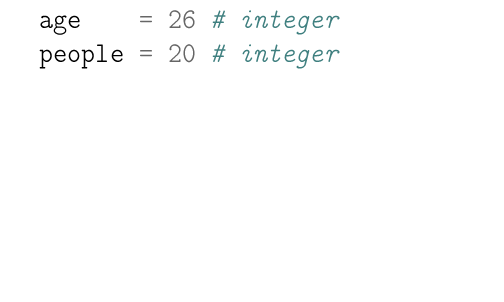 age    = 26 # integer
people = 20 # integer